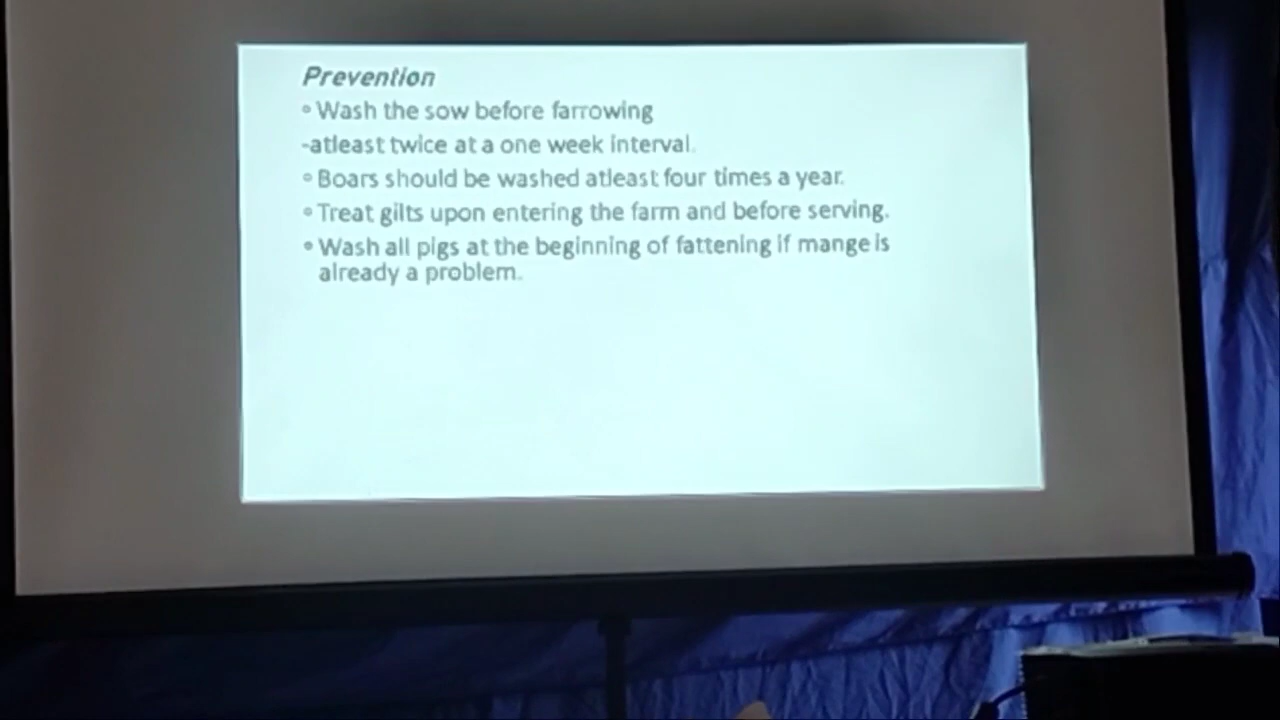 Prevention
• Wash the sow before farrowing
-atleast twice at a one week interval.
• Boars should be washed atleast four times a year.
• Treat gilts upon entering the farm and before serving.
• Wash all pigs at the beginning of fattening if mange is
already a problem.